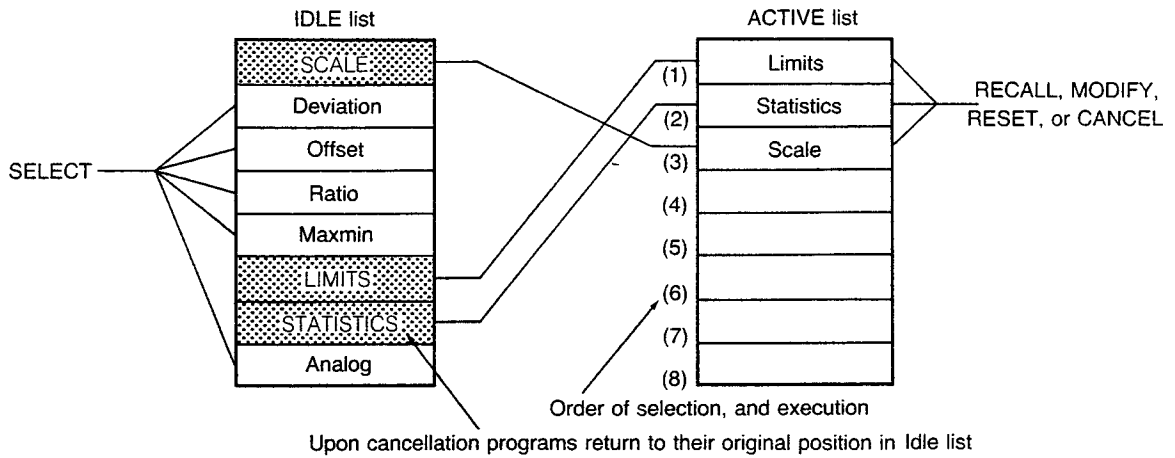 IDLE list
SCALE
Deviation
Offset
Ratio
Maxmin
LIMITS
STATISTICS
Analog
SELECT
ACTIVE list
(1) Limits
(2) Statistics
(3) Scale
(4)
(5)
(6)
(7)
(8)
RECALL, MODIFY,
RESET, or CANCEL
Order of selection, and execution
Upon cancellation programs return to their original position in Idle list